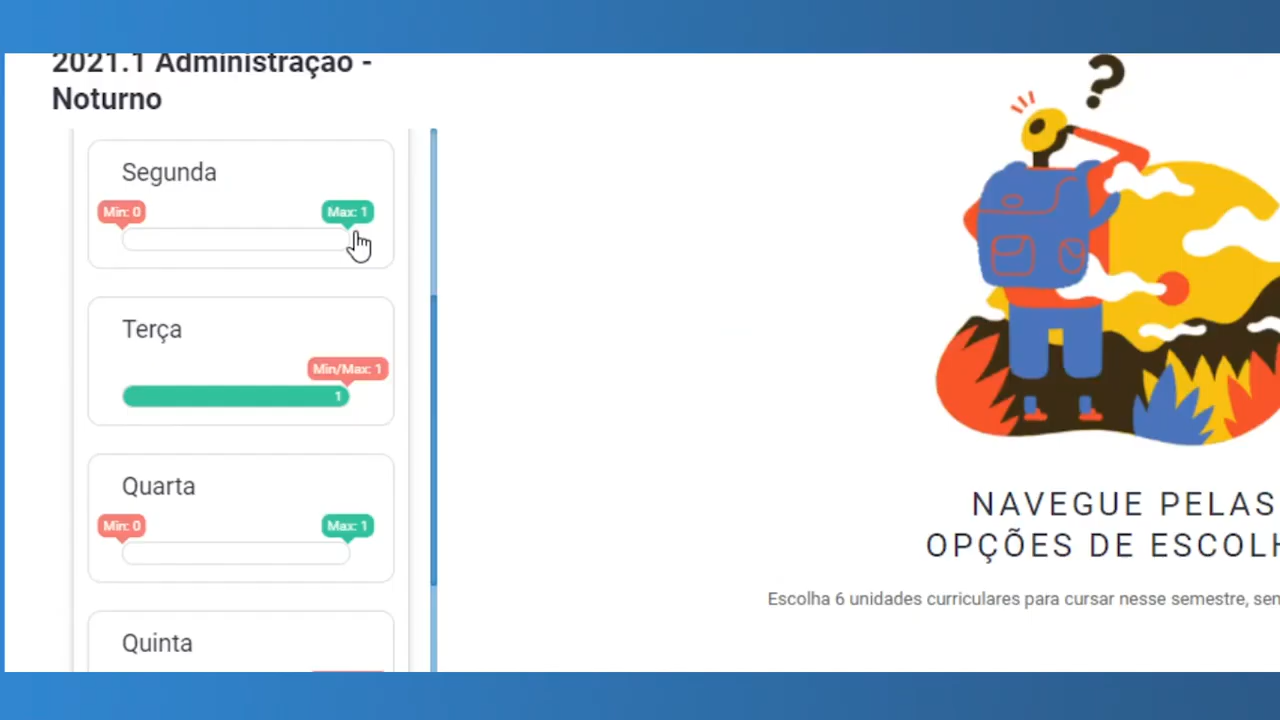 2021.1 Administração -
Noturno
Segunda
Min: 0
Max: 1
Terça
Min/Max: 1
1
Quarta
Min: 0
Max: 1
Quinta
?
NAVEGUE PELAS
OPÇÕES DE ESCOLH
Escolha 6 unidades curriculares para cursar nesse semestre, sen